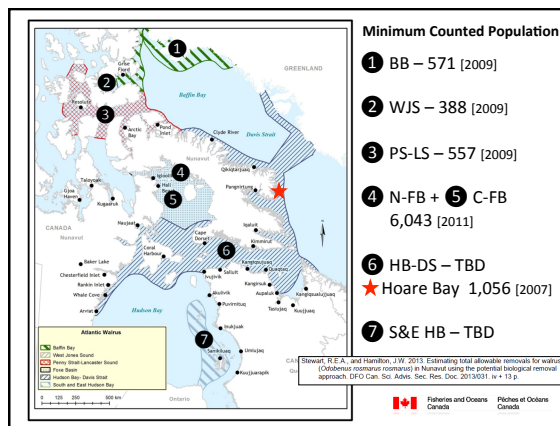 Minimum Counted Population
1 BB – 571 [2009]
2 WJS – 388 [2009]
3 PS-LS – 557 [2009]
4 N-FB + 5 C-FB
6,043 [2011]
6 HB-DS – TBD
Hoare Bay 1,056 [2007]
7 S&E HB – TBD
Stewart, R.E.A., and Hamilton, J.W. 2013. Estimating total allowable removals for walrus
(Odobenus rosmarus rosmarus) in Nunavut using the potential biological removal
approach. DFO Can. Sci. Advis. Sec. Res. Doc. 2013/031. iv + 13 p.
Fisheries and Oceans
Canada
Pêches et Océans
Canada
1
GREENLAND
Grise
Fiord
2
Baffin Bay
Resolute
3
Davis Strait
Arctic
Bay
Pond
Inlet
Clyde River
Nunavut
4
Qikiqtarjuaq
Igloolik
Hall
Taloyoak
5
Pangnirtung
Gjoa
Haven
Kugaaruk
CANADA
Nunavut
Naujaat
Iqaluit
Cape
Dorset
Kimmirut
Coral
Harbour
6
Baker Lake
Kangiqsujuaq
Chesterfield Inlet
Ivujivik
Salluit
Quaqtaq
Rankin Inlet
Kangirsuk
Kangiqsualujjuaq
Whale Cove
Akulivik
Aupaluk
Arviat
Puvirnituq
Tasiujaq
Kuujjuaq
Hudson Bay
Inukjuak
7
Sanikiluaq
Umiujaq
Kuujjuarapik
Ontario
Atlantic Walrus
Baffin Bay
West Jones Sound
Penny Strait-Lancaster Sound
Foxe Basin
Hudson Bay- Davis Strait
South and East Hudson Bay